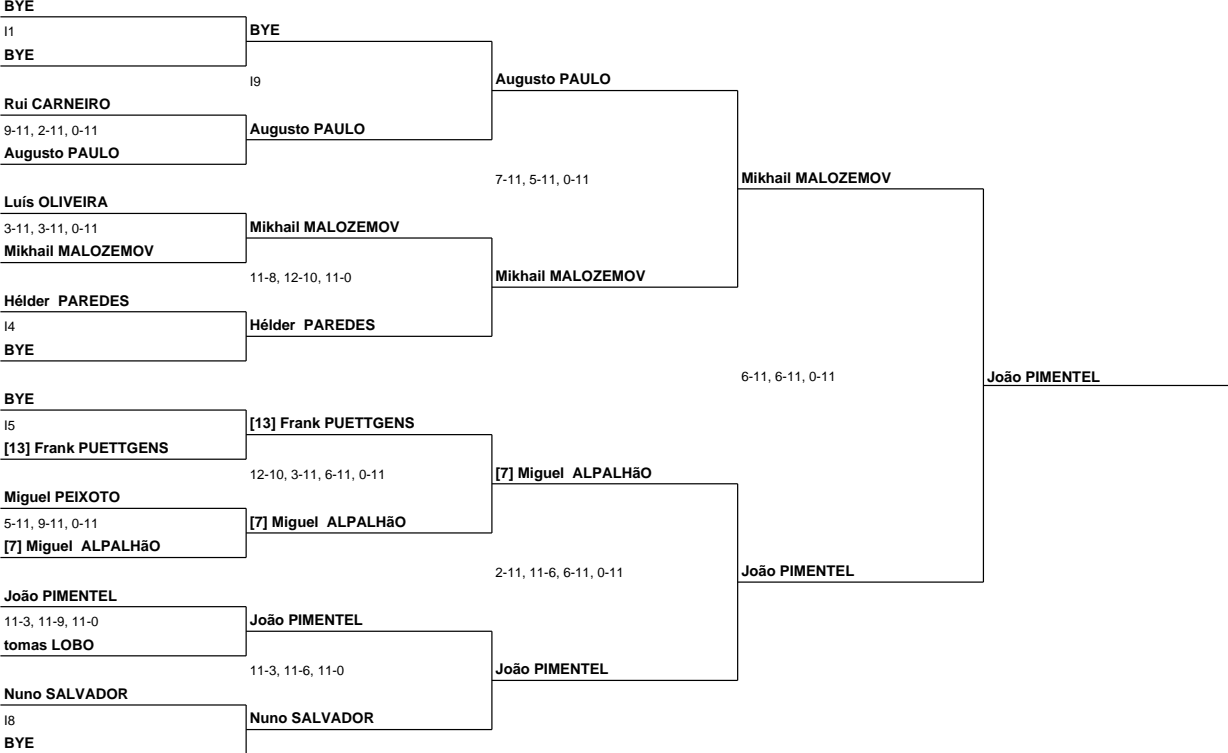 BYE
I1
BYE
BYE
I9
Rui CARNEIRO
9-11, 2-11, 0-11
Augusto PAULO
Augusto PAULO
Augusto PAULO
7-11, 5-11, 0-11
Luís OLIVEIRA
3-11, 3-11, 0-11
Mikhail MALOZEMOV
Mikhail MALOZEMOV
11-8, 12-10, 11-0
Hélder PAREDES
I4
BYE
Hélder PAREDES
Mikhail MALOZEMOV
Mikhail MALOZEMOV
6-11, 6-11, 0-11
BYE
I5
[13] Frank PUETTGENS
[13] Frank PUETTGENS
12-10, 3-11, 6-11, 0-11
Miguel PEIXOTO
5-11, 9-11, 0-11
[7] Miguel ALPALHãO
[7] Miguel ALPALHãO
[7] Miguel ALPALHãO
2-11, 11-6, 6-11, 0-11
João PIMENTEL
11-3, 11-9, 11-0
tomas LOBO
João PIMENTEL
11-3, 11-6, 11-0
Nuno SALVADOR
I8
BYE
Nuno SALVADOR
João PIMENTEL
João PIMENTEL
João PIMENTEL